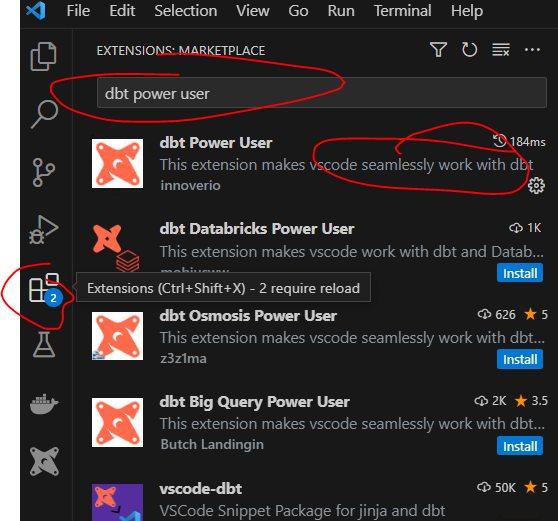 File Edit Selection View Go Run Terminal Help
EXTENSIONS: MARKETPLACE
dbt power user
dbt Power User
184ms
This extension makes vscode seamlessly work with dbt
innoverio
dbt Databricks Power User
1K
This extension makes vscode work with dbt and Datab...
Install
2
Extensions (Ctrl+Shift+X) - 2 require reload
dbt Osmosis Power User
626 5
This extension makes vscode seamlessly work with dbt...
z3z1ma
Install
dbt Big Query Power User
2K 3.5
This extension makes vscode seamlessly work with dbt...
Butch Landingin
Install
vscode-dbt
50K 5
VSCode Snippet Package for jinja and dbt